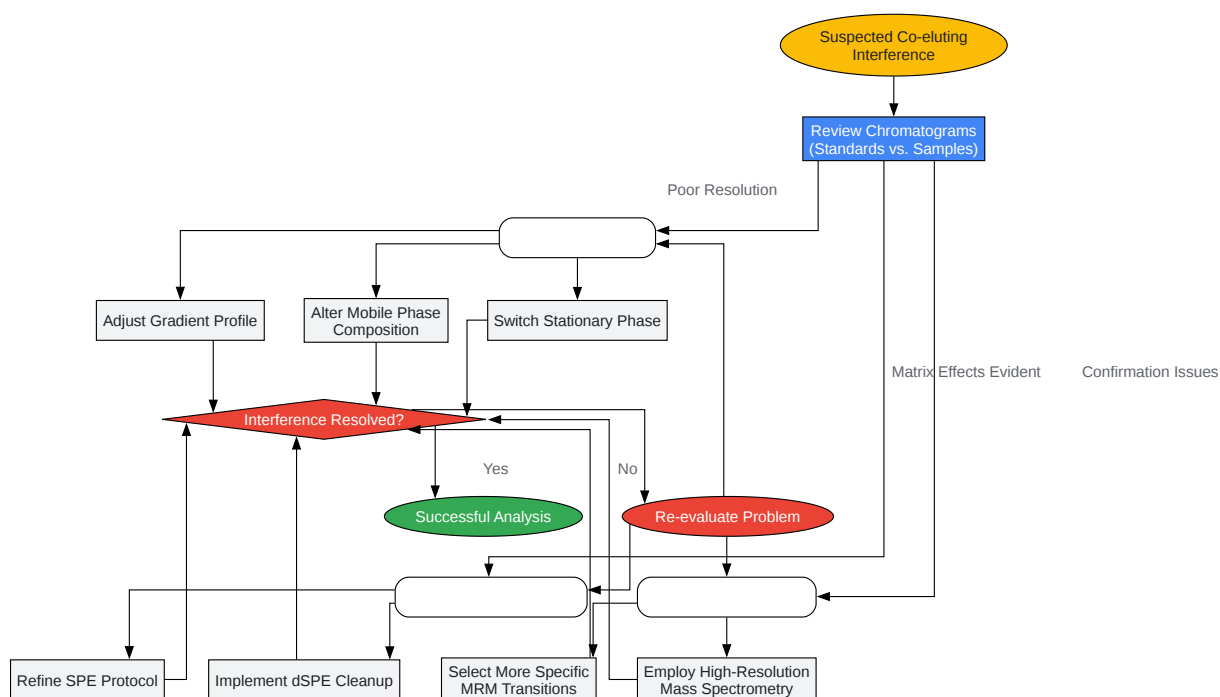 Suspected Co-eluting
Interference
Review Chromatograms
(Standards vs. Samples)
Poor Resolution
Adjust Gradient Profile
Alter Mobile Phase
Composition
Switch Stationary Phase
Matrix Effects Evident
Confirmation Issues
Interference Resolved?
Yes
No
Successful Analysis
Re-evaluate Problem
Refine SPE Protocol
Implement dSPE Cleanup
Select More Specific
MRM Transitions
Employ High-Resolution
Mass Spectrometry